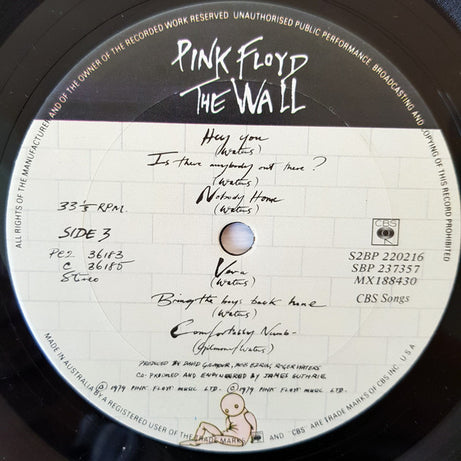 ALL RIGHTS OF THE MANUFACTURER AND OF THE OWNER OF THE RECORDED WORK RESERVED UNAUTHORISED PUBLIC PERFORMANCE BROADCASTING AND COPYING OF THIS RECORD PROHIBITED
PINK FLOYD
THE WALL
Hey you
(Waters)
Is there anybody out there?
(Waters)
Nobody Home
(Waters)
33⅓ RPM.
SIDE 3
PC2 36183
C 36185
Stereo
CBS
S2BP 220216
SBP 237357
MX188430
CBS Songs
Vera
(Waters)
Bring the boys back home
(Waters)
Comfortably Numb
(Gilmour/Waters)
PRODUCED BY DAVID GILMOUR, BOB EZRIN, ROGER WATERS
CO-PRODUCED AND ENGINEERED BY JAMES GUTHRIE
℗ 1979 PINK FLOYD MUSIC LTD. © 1979 PINK FLOYD MUSIC LTD.
MADE IN AUSTRALIA BY A REGISTERED USER OF THE TRADE MARKS AND "CBS" ARE TRADE MARKS OF CBS INC. U.S.A.